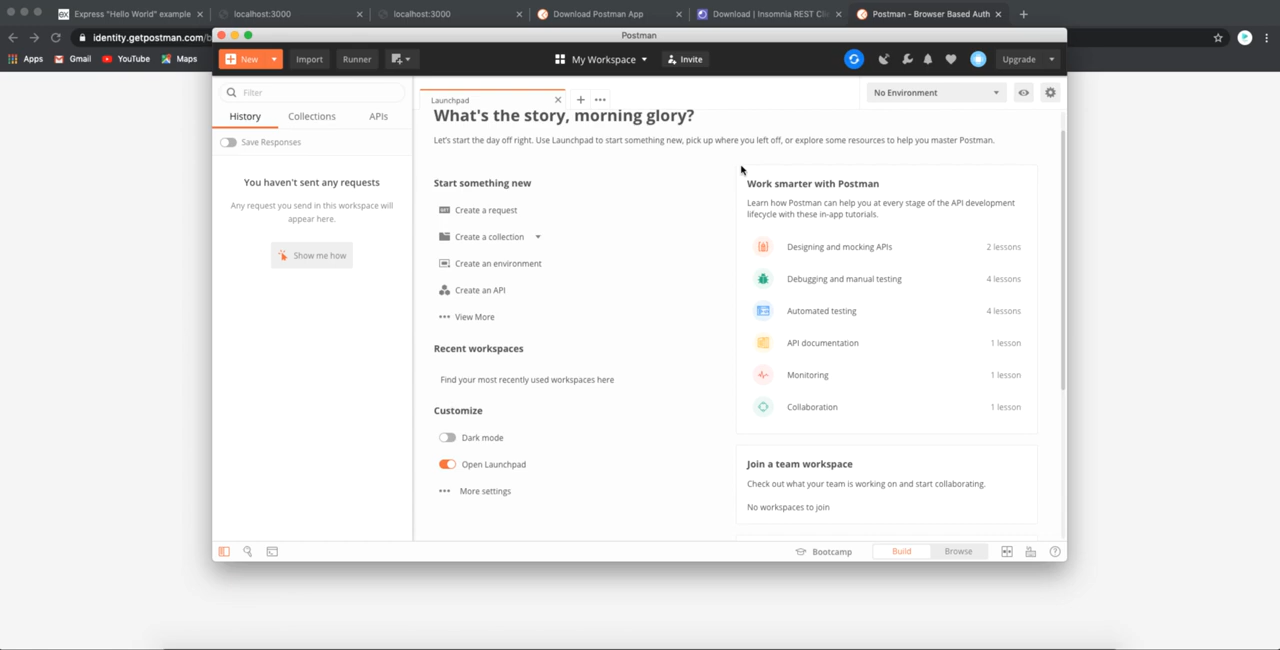 Express "Hello World" example
localhost:3000
localhost:3000
Download Postman App
Download | Insomnia REST Cli
Postman - Browser Based Auth
identity.getpostman.com/b
Apps
Gmail
YouTube
Maps
Postman
New
Import
Runner
My Workspace
Invite
Upgrade
Filter
History
Collections
APIs
Save Responses
You haven't sent any requests
Any request you send in this workspace will
appear here.
Show me how
Launchpad
No Environment
What's the story, morning glory?
Let's start the day off right. Use Launchpad to start something new, pick up where you left off, or explore some resources to help you master Postman.
Start something new
GET Create a request
Create a collection
Create an environment
Create an API
View More
Recent workspaces
Find your most recently used workspaces here
Customize
Dark mode
Open Launchpad
More settings
Work smarter with Postman
Learn how Postman can help you at every stage of the API development
lifecycle with these in-app tutorials.
Designing and mocking APIs 2 lessons
Debugging and manual testing 4 lessons
Automated testing 4 lessons
API documentation 1 lesson
Monitoring 1 lesson
Collaboration 1 lesson
Join a team workspace
Check out what your team is working on and start collaborating.
No workspaces to join
Bootcamp
Build
Browse